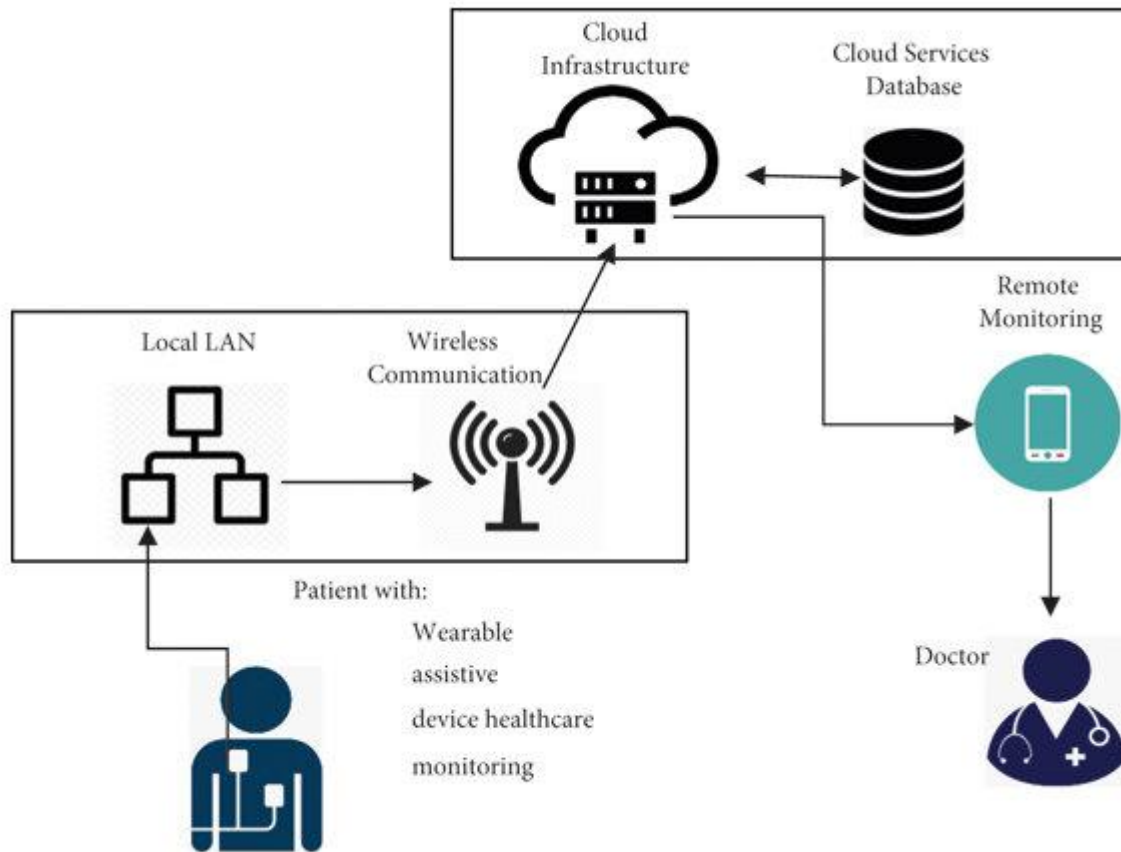 Cloud
Infrastructure
Cloud Services
Database
Remote
Monitoring
Local LAN
Wireless
Communication
Patient with:
Wearable
assistive
device healthcare
monitoring
Doctor